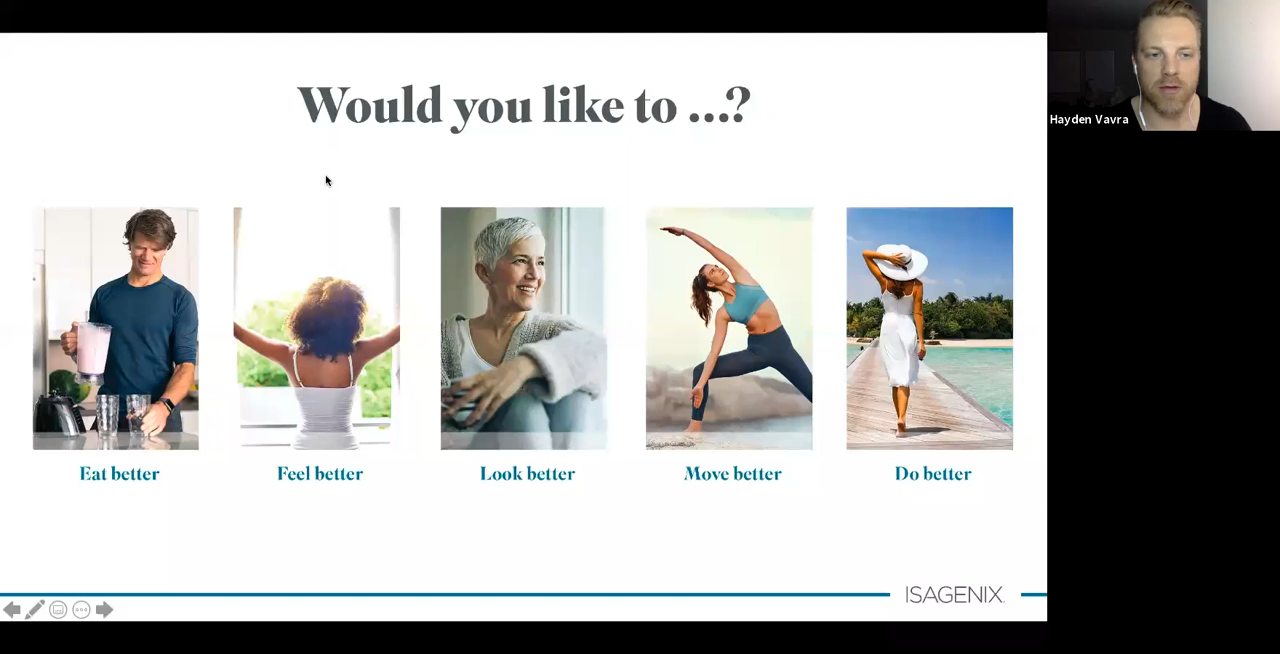 Would you like to ...?
Hayden Vavra
Eat better
Feel better
Look better
Move better
Do better
ISAGENIX